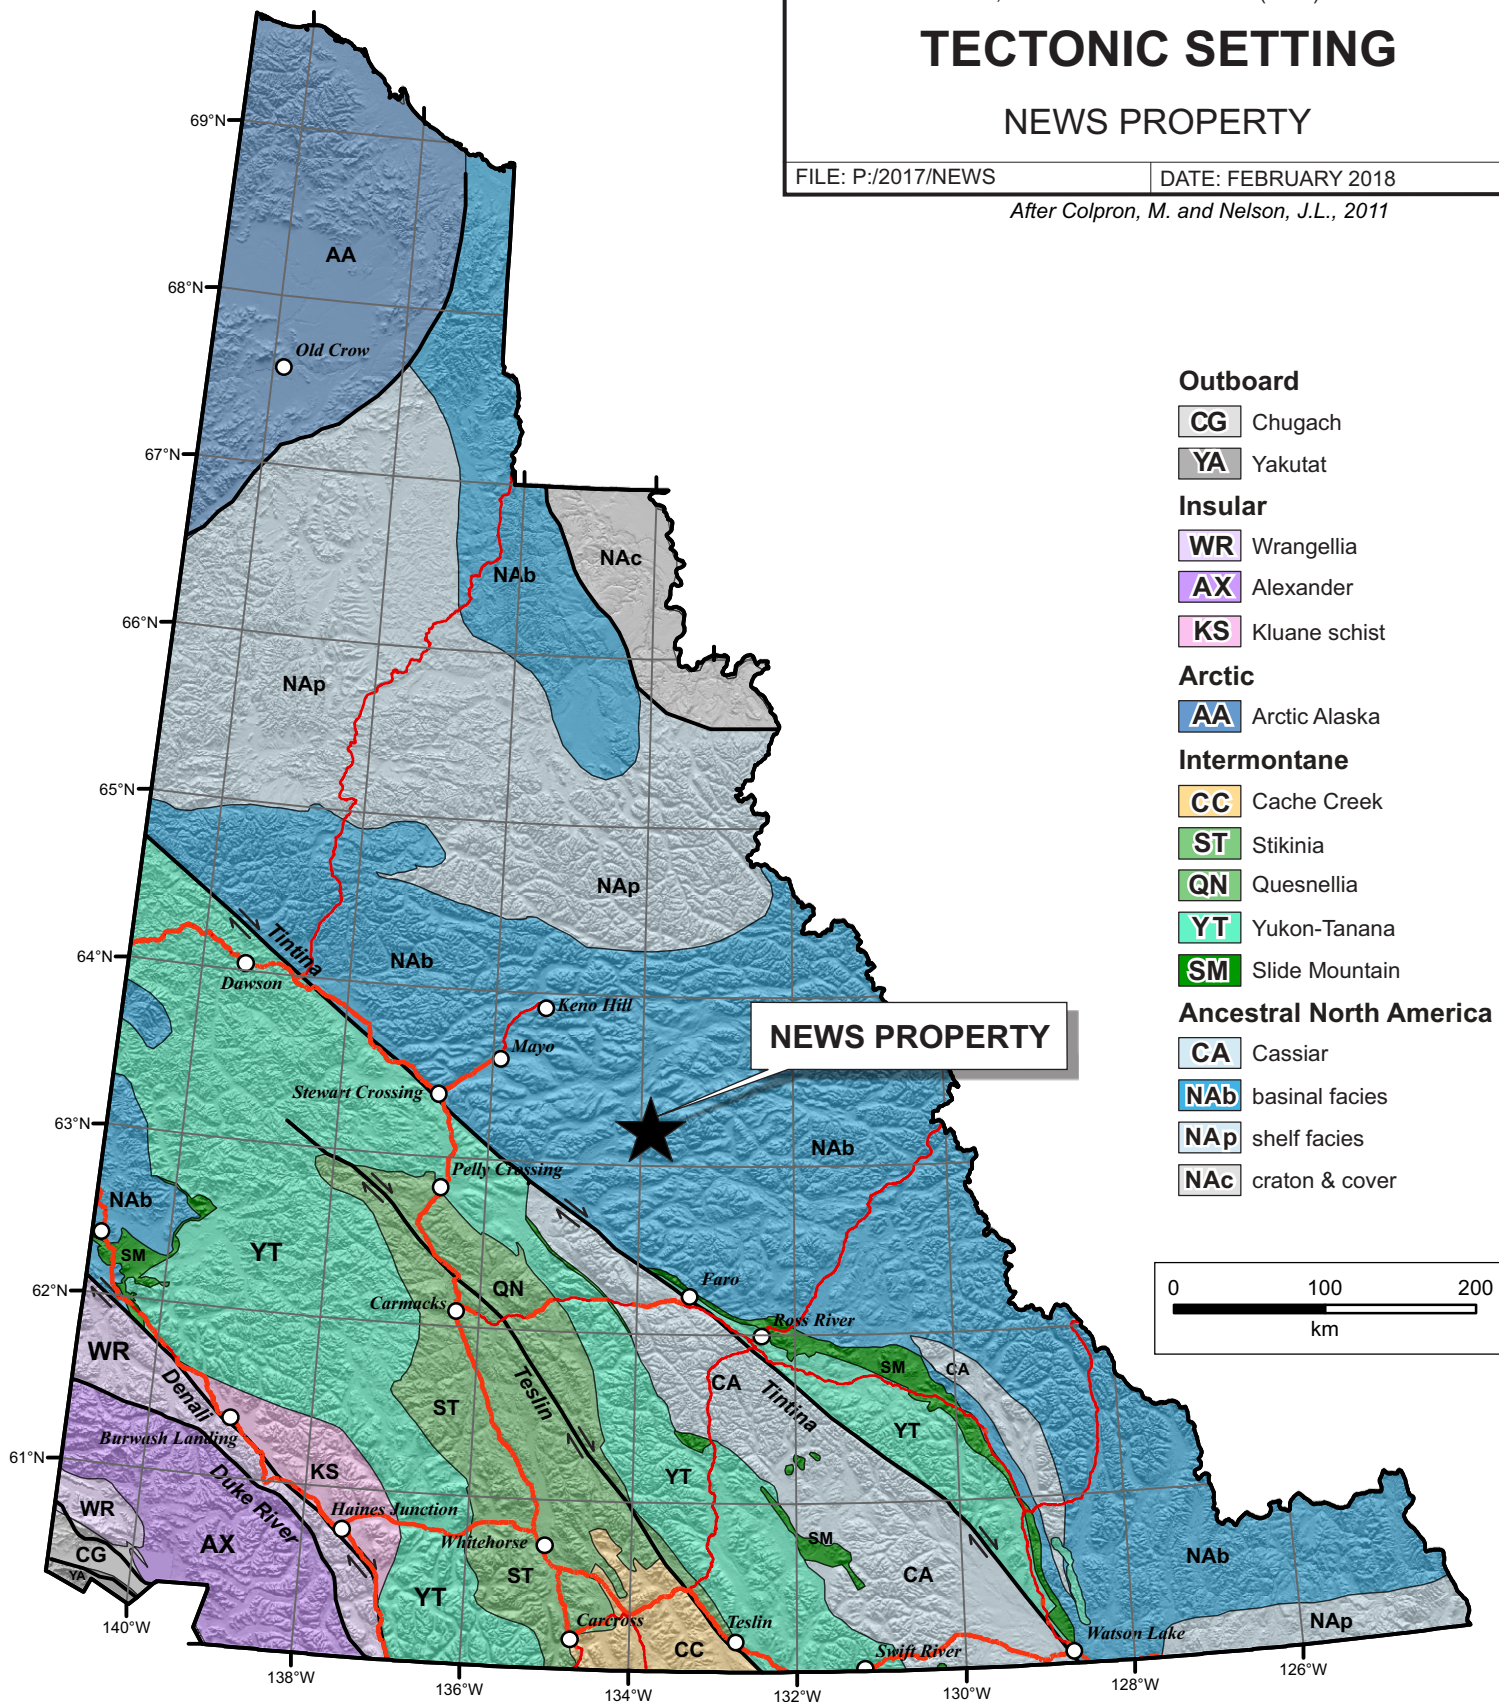 TECTONIC SETTING
NEWS PROPERTY
FILE: P:/2017/NEWS
DATE: FEBRUARY 2018
After Colpron, M. and Nelson, J.L., 2011
69°N
68°N
67°N
66°N
65°N
64°N
63°N
62°N
61°N
140°W
138°W
136°W
134°W
132°W
130°W
128°W
126°W
AA
Old Crow
NAc
NAb
NAp
NAp
Tintina
NAb
Dawson
Keno Hill
NEWS PROPERTY
Mayo
Stewart Crossing
NAb
Pelly Crossing
NAb
YT
SM
QN
Faro
Carmacks
Ross River
WR
SM
CA
CA
Denali
Teslin
Tintina
ST
YT
Burwash Landing
KS
YT
Duke River
WR
Haines Junction
SM
AX
Whitehorse
CG
YA
ST
CA
NAb
YT
Carcross
Teslin
NAp
CC
Swift River
Watson Lake
Outboard
CG Chugach
YA Yakutat
Insular
WR Wrangellia
AX Alexander
KS Kluane schist
Arctic
AA Arctic Alaska
Intermontane
CC Cache Creek
ST Stikinia
QN Quesnellia
YT Yukon-Tanana
SM Slide Mountain
Ancestral North America
CA Cassiar
NAb basinal facies
NAp shelf facies
NAc craton & cover
0 100 200
km